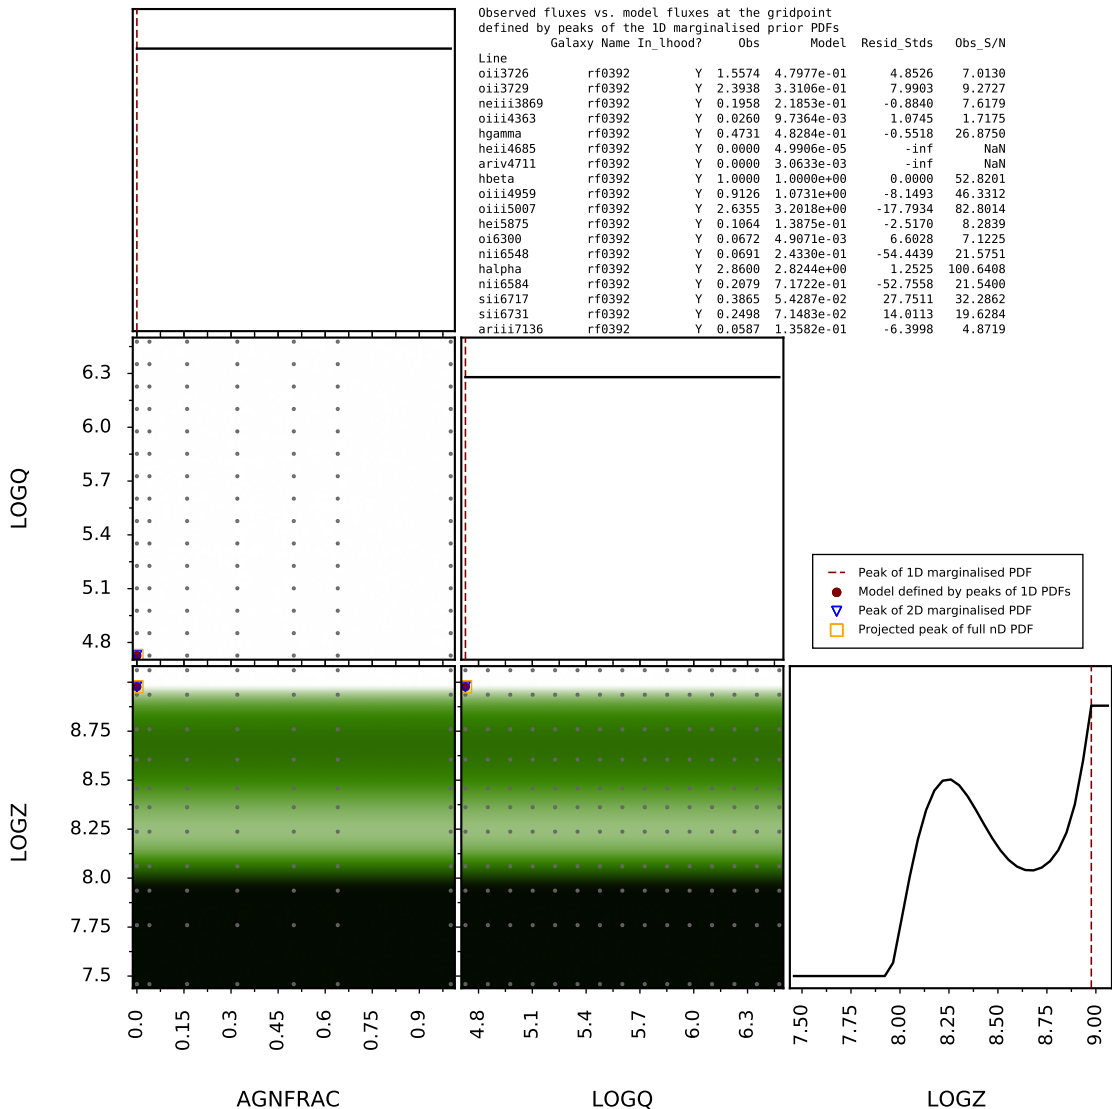 Observed fluxes vs. model fluxes at the gridpoint
defined by peaks of the 1D marginalised prior PDFs
Galaxy Name In_lhood? Obs Model Resid_Stds Obs_S/N
Line
oii3726 rf0392 Y 1.5574 4.7977e-01 4.8526 7.0130
oii3729 rf0392 Y 2.3938 3.3106e-01 7.9903 9.2727
neiii3869 rf0392 Y 0.1958 2.1853e-01 -0.8840 7.6179
oiii4363 rf0392 Y 0.0260 9.7364e-03 1.0745 1.7175
hgamma rf0392 Y 0.4731 4.8284e-01 -0.5518 26.8750
heii4685 rf0392 Y 0.0000 4.9906e-05 -inf NaN
ariv4711 rf0392 Y 0.0000 3.0633e-03 -inf NaN
hbeta rf0392 Y 1.0000 1.0000e+00 0.0000 52.8201
oiii4959 rf0392 Y 0.9126 1.0731e+00 -8.1493 46.3312
oiii5007 rf0392 Y 2.6355 3.2018e+00 -17.7934 82.8014
hei5875 rf0392 Y 0.1064 1.3875e-01 -2.5170 8.2839
oi6300 rf0392 Y 0.0672 4.9071e-03 6.6028 7.1225
nii6548 rf0392 Y 0.0691 2.4330e-01 -54.4439 21.5751
halpha rf0392 Y 2.8600 2.8244e+00 1.2525 100.6408
nii6584 rf0392 Y 0.2079 7.1722e-01 -52.7558 21.5400
sii6717 rf0392 Y 0.3865 5.4287e-02 27.7511 32.2862
sii6731 rf0392 Y 0.2498 7.1483e-02 14.0113 19.6284
ariii7136 rf0392 Y 0.0587 1.3582e-01 -6.3998 4.8719
6.3
6.0
5.7
5.4
5.1
4.8
LOGQ
Peak of 1D marginalised PDF
Model defined by peaks of 1D PDFs
Peak of 2D marginalised PDF
Projected peak of full nD PDF
8.75
8.5
8.25
8.0
7.75
7.5
LOGZ
0.0 0.15 0.3 0.45 0.6 0.75 0.9
4.8 5.1 5.4 5.7 6.0 6.3
7.50 7.75 8.00 8.25 8.50 8.75 9.00
AGNFRAC LOGQ LOGZ